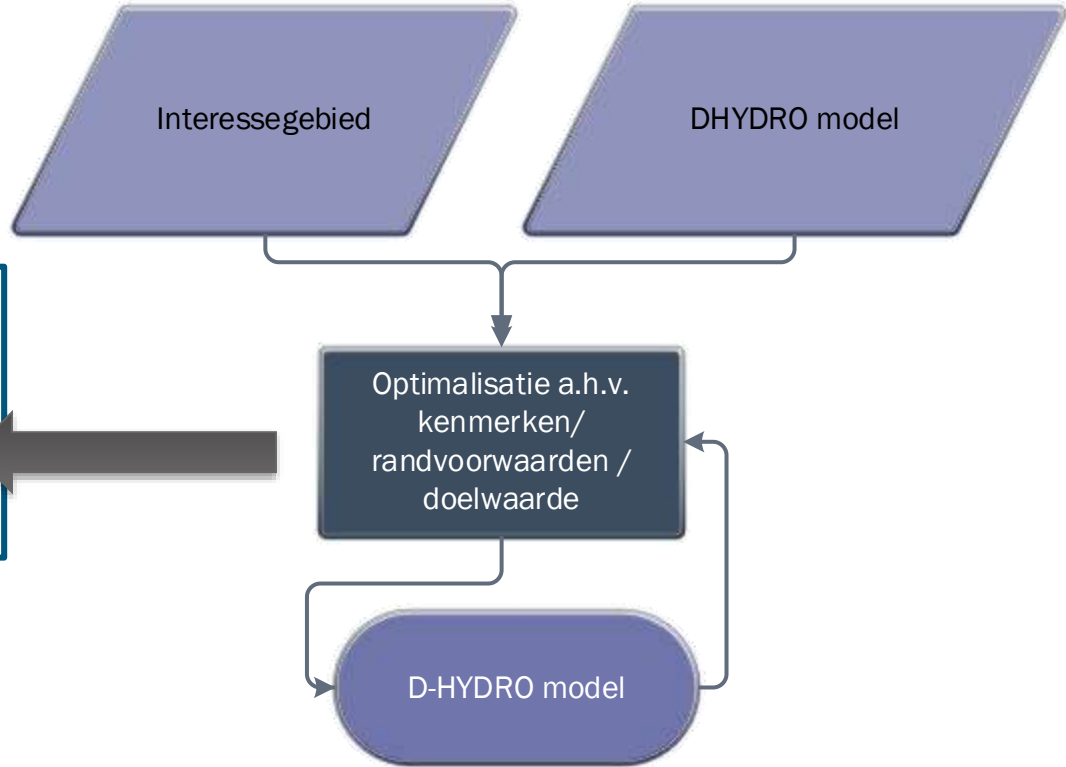 Interessegebied
DHYDRO model
Optimalisatie a.h.v.
kenmerken/
randvoorwaarden /
doelwaarde
D-HYDRO model